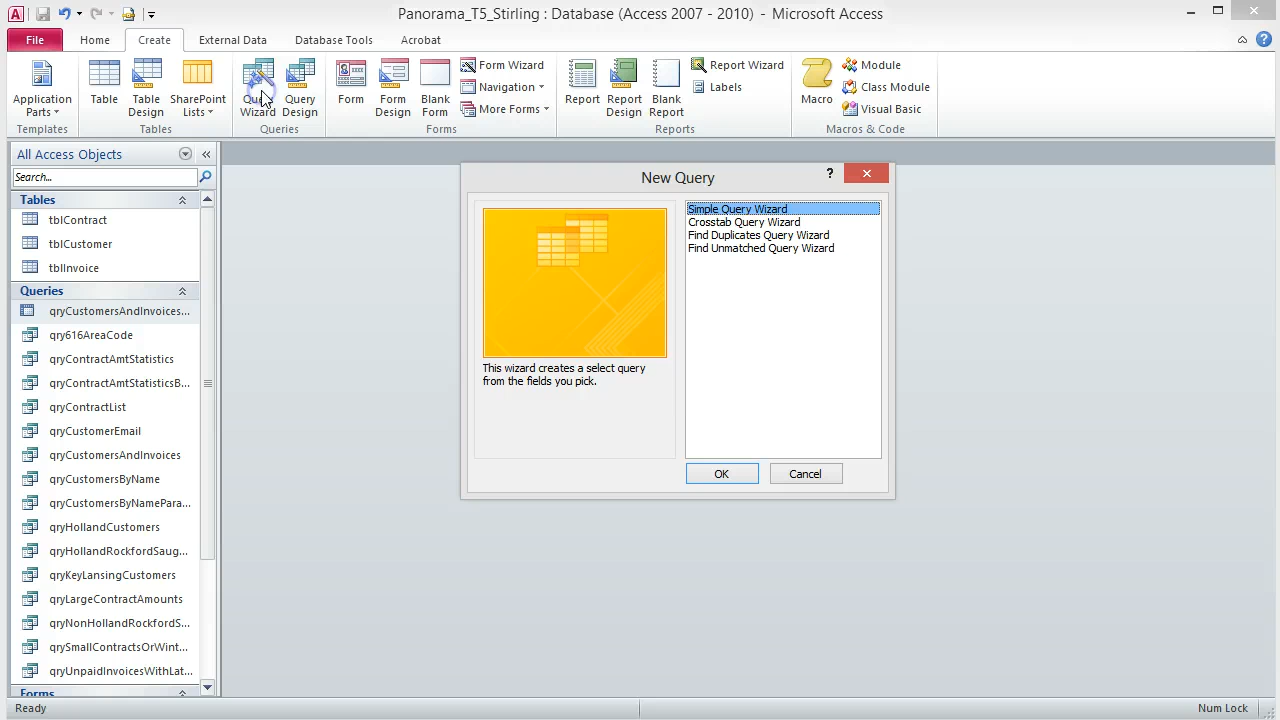 Panorama_T5_Stirling : Database (Access 2007 - 2010) - Microsoft Access
File Home Create External Data Database Tools Acrobat
Application Parts
Templates
Table
Table Design
SharePoint Lists
Tables
Query Wizard
Query Design
Queries
Form
Form Design
Blank Form
Form Wizard
Navigation
More Forms
Forms
Report
Report Design
Blank Report
Report Wizard
Labels
Reports
Macro
Module
Class Module
Visual Basic
Macros & Code
All Access Objects
Search...
Tables
tblContract
tblCustomer
tblInvoice
Queries
qryCustomersAndInvoices...
qry616AreaCode
qryContractAmtStatistics
qryContractAmtStatisticsB...
qryContractList
qryCustomerEmail
qryCustomersAndInvoices
qryCustomersByName
qryCustomersByNamePara...
qryHollandCustomers
qryHollandRockfordSaug...
qryKeyLansingCustomers
qryLargeContractAmounts
qryNonHollandRockfordS...
qrySmallContractsOrWint...
qryUnpaidInvoicesWithLat...
Forms
New Query
Simple Query Wizard
Crosstab Query Wizard
Find Duplicates Query Wizard
Find Unmatched Query Wizard
This wizard creates a select query
from the fields you pick.
OK Cancel
Ready Num Lock